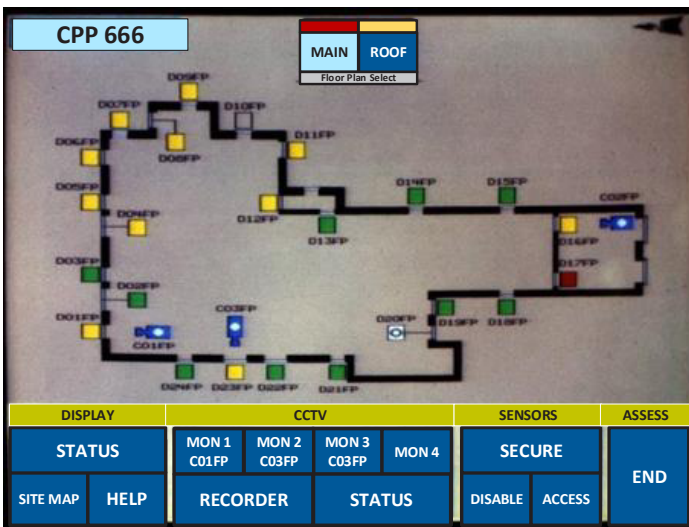 CPP 666
MAIN
ROOF
Floor Plan Select
D09FP
D07FP
D10FP
D06FP
D11FP
D08FP
D05FP
D14FP
D15FP
D04FP
C02FP
D12FP
D13FP
D16FP
D03FP
D17FP
D02FP
C03FP
D01FP
D20FP
D19FP
D18FP
C01FP
D24FP
D23FP
D22FP
D21FP
DISPLAY
CCTV
SENSORS
ASSESS
STATUS
MON 1
C01FP
MON 2
C03FP
MON 3
C03FP
MON 4
SECURE
END
SITE MAP
HELP
RECORDER
STATUS
DISABLE
ACCESS